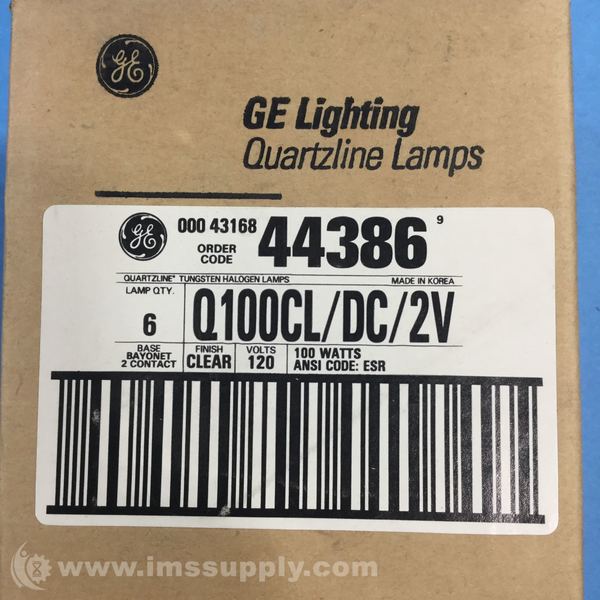 GE
GE Lighting
Quartzline Lamps
GE
000 43168
ORDER CODE
44386 9
QUARTZLINE® TUNGSTEN HALOGEN LAMPS
MADE IN KOREA
LAMP QTY.
6
Q100CL/DC/2V
BASE
BAYONET
2 CONTACT
FINISH
CLEAR
VOLTS
120
100 WATTS
ANSI CODE: ESR
www.imssupply.com